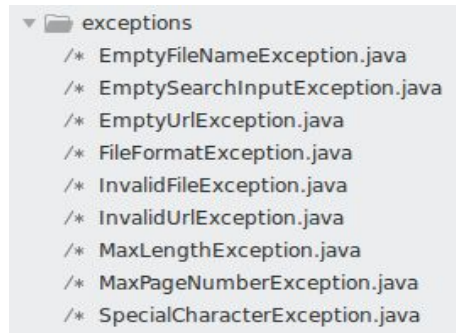 exceptions
/* EmptyFileNameException.java
/* EmptySearchInputException.java
/* EmptyUrlException.java
/* FileFormatException.java
/* InvalidFileException.java
/* InvalidUrlException.java
/* MaxLengthException.java
/* MaxPageNumberException.java
/* SpecialCharacterException.java